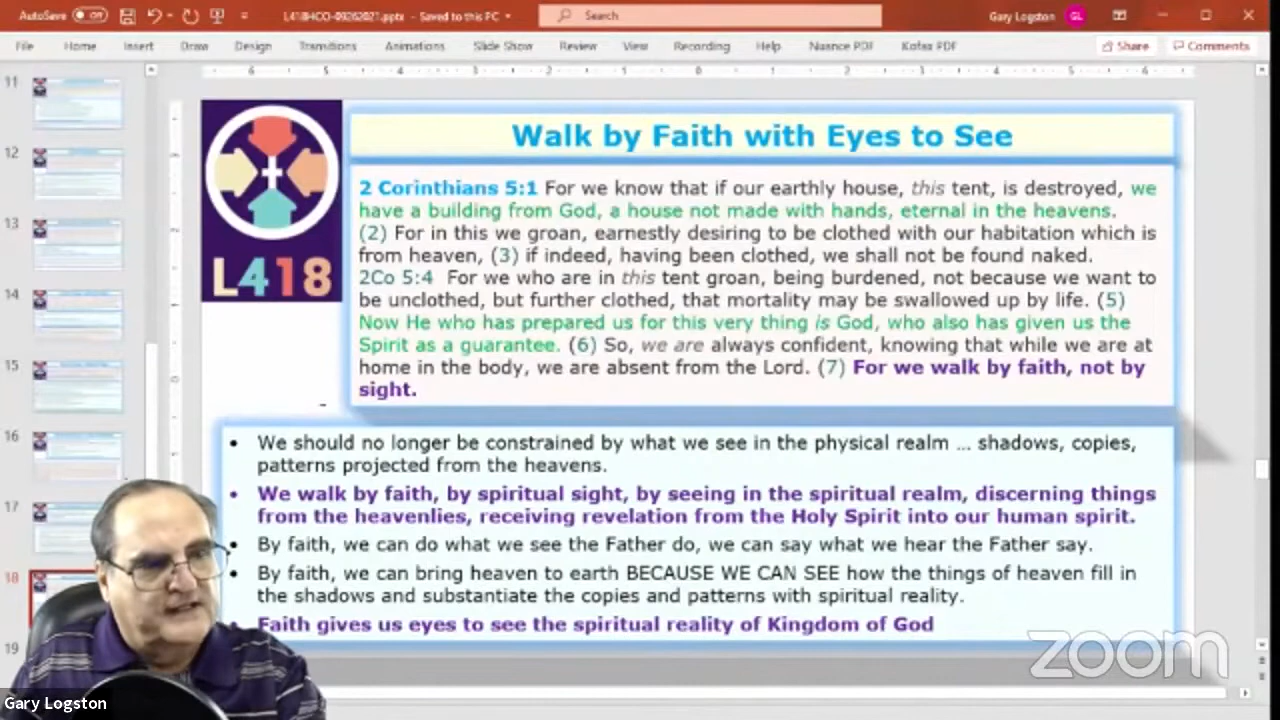 AutoSave Off L418HCO-09262021.pptx - Saved to this PC Search Gary Logston GL
File Home Insert Draw Design Transitions Animations Slide Show Review View Recording Help Nuance PDF Kofax PDF Share Comments
6 5 4 3 2 1 0 1 2 3 4 5 6
11
12
13
14
15
16
17
18
19
L418
Walk by Faith with Eyes to See
2 Corinthians 5:1 For we know that if our earthly house, this tent, is destroyed, we
have a building from God, a house not made with hands, eternal in the heavens.
(2) For in this we groan, earnestly desiring to be clothed with our habitation which is
from heaven, (3) if indeed, having been clothed, we shall not be found naked.
2Co 5:4 For we who are in this tent groan, being burdened, not because we want to
be unclothed, but further clothed, that mortality may be swallowed up by life. (5)
Now He who has prepared us for this very thing is God, who also has given us the
Spirit as a guarantee. (6) So, we are always confident, knowing that while we are at
home in the body, we are absent from the Lord. (7) For we walk by faith, not by
sight.
• We should no longer be constrained by what we see in the physical realm ... shadows, copies,
patterns projected from the heavens.
• We walk by faith, by spiritual sight, by seeing in the spiritual realm, discerning things
from the heavenlies, receiving revelation from the Holy Spirit into our human spirit.
• By faith, we can do what we see the Father do, we can say what we hear the Father say.
• By faith, we can bring heaven to earth BECAUSE WE CAN SEE how the things of heaven fill in
the shadows and substantiate the copies and patterns with spiritual reality.
• Faith gives us eyes to see the spiritual reality of Kingdom of God
zoom
Gary Logston